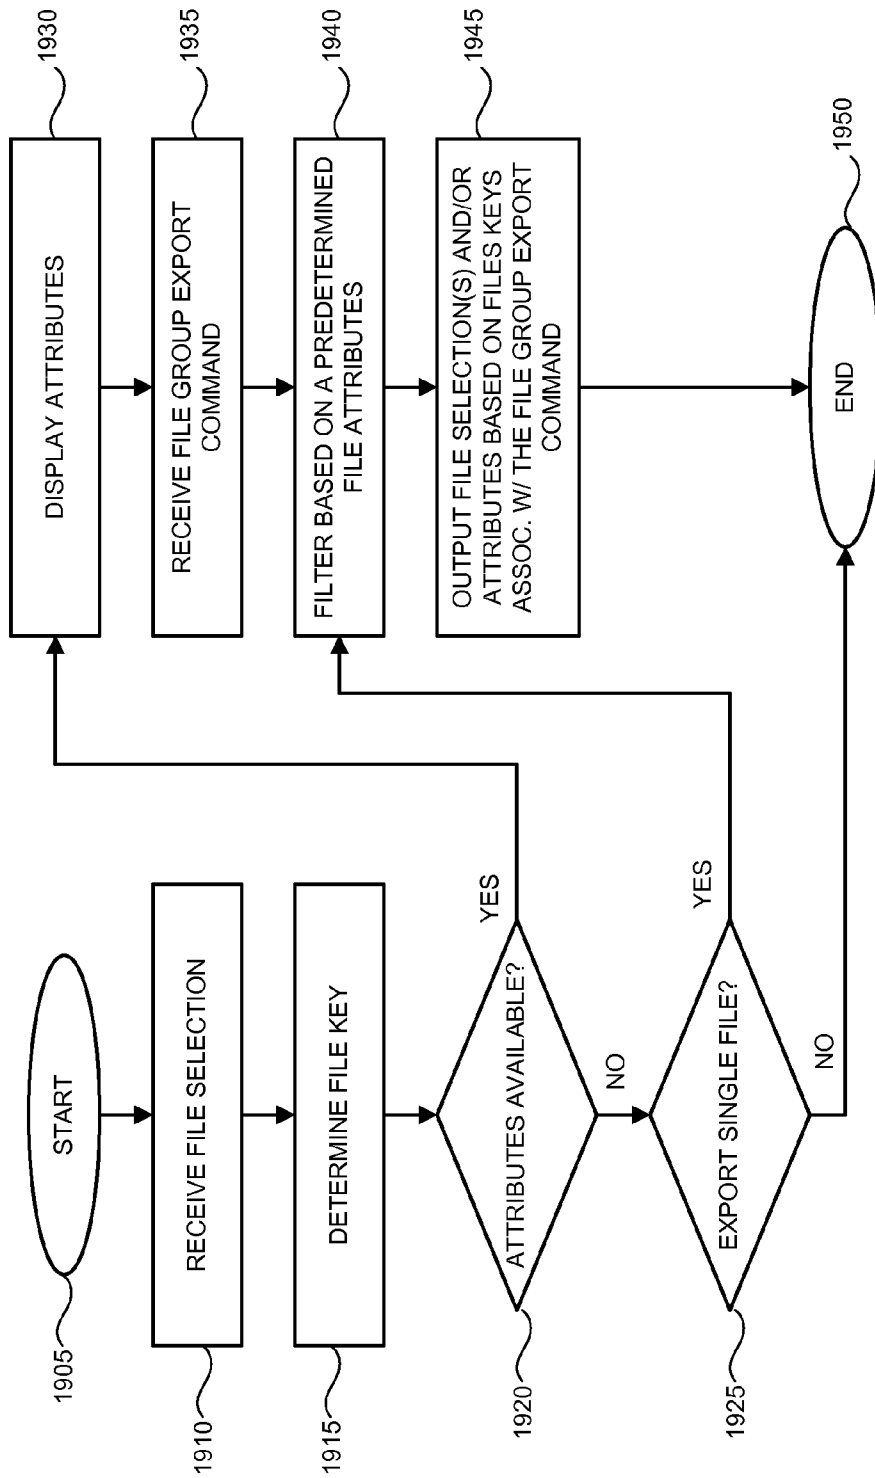 START
1905
RECEIVE FILE SELECTION
1910
DETERMINE FILE KEY
1915
ATTRIBUTES AVAILABLE?
1920
YES
NO
EXPORT SINGLE FILE?
1925
YES
NO
DISPLAY ATTRIBUTES
1930
RECEIVE FILE GROUP EXPORT
COMMAND
1935
FILTER BASED ON A PREDETERMINED
FILE ATTRIBUTES
1940
OUTPUT FILE SELECTION(S) AND/OR
ATTRIBUTES BASED ON FILES KEYS
ASSOC. W/ THE FILE GROUP EXPORT
COMMAND
1945
END
1950